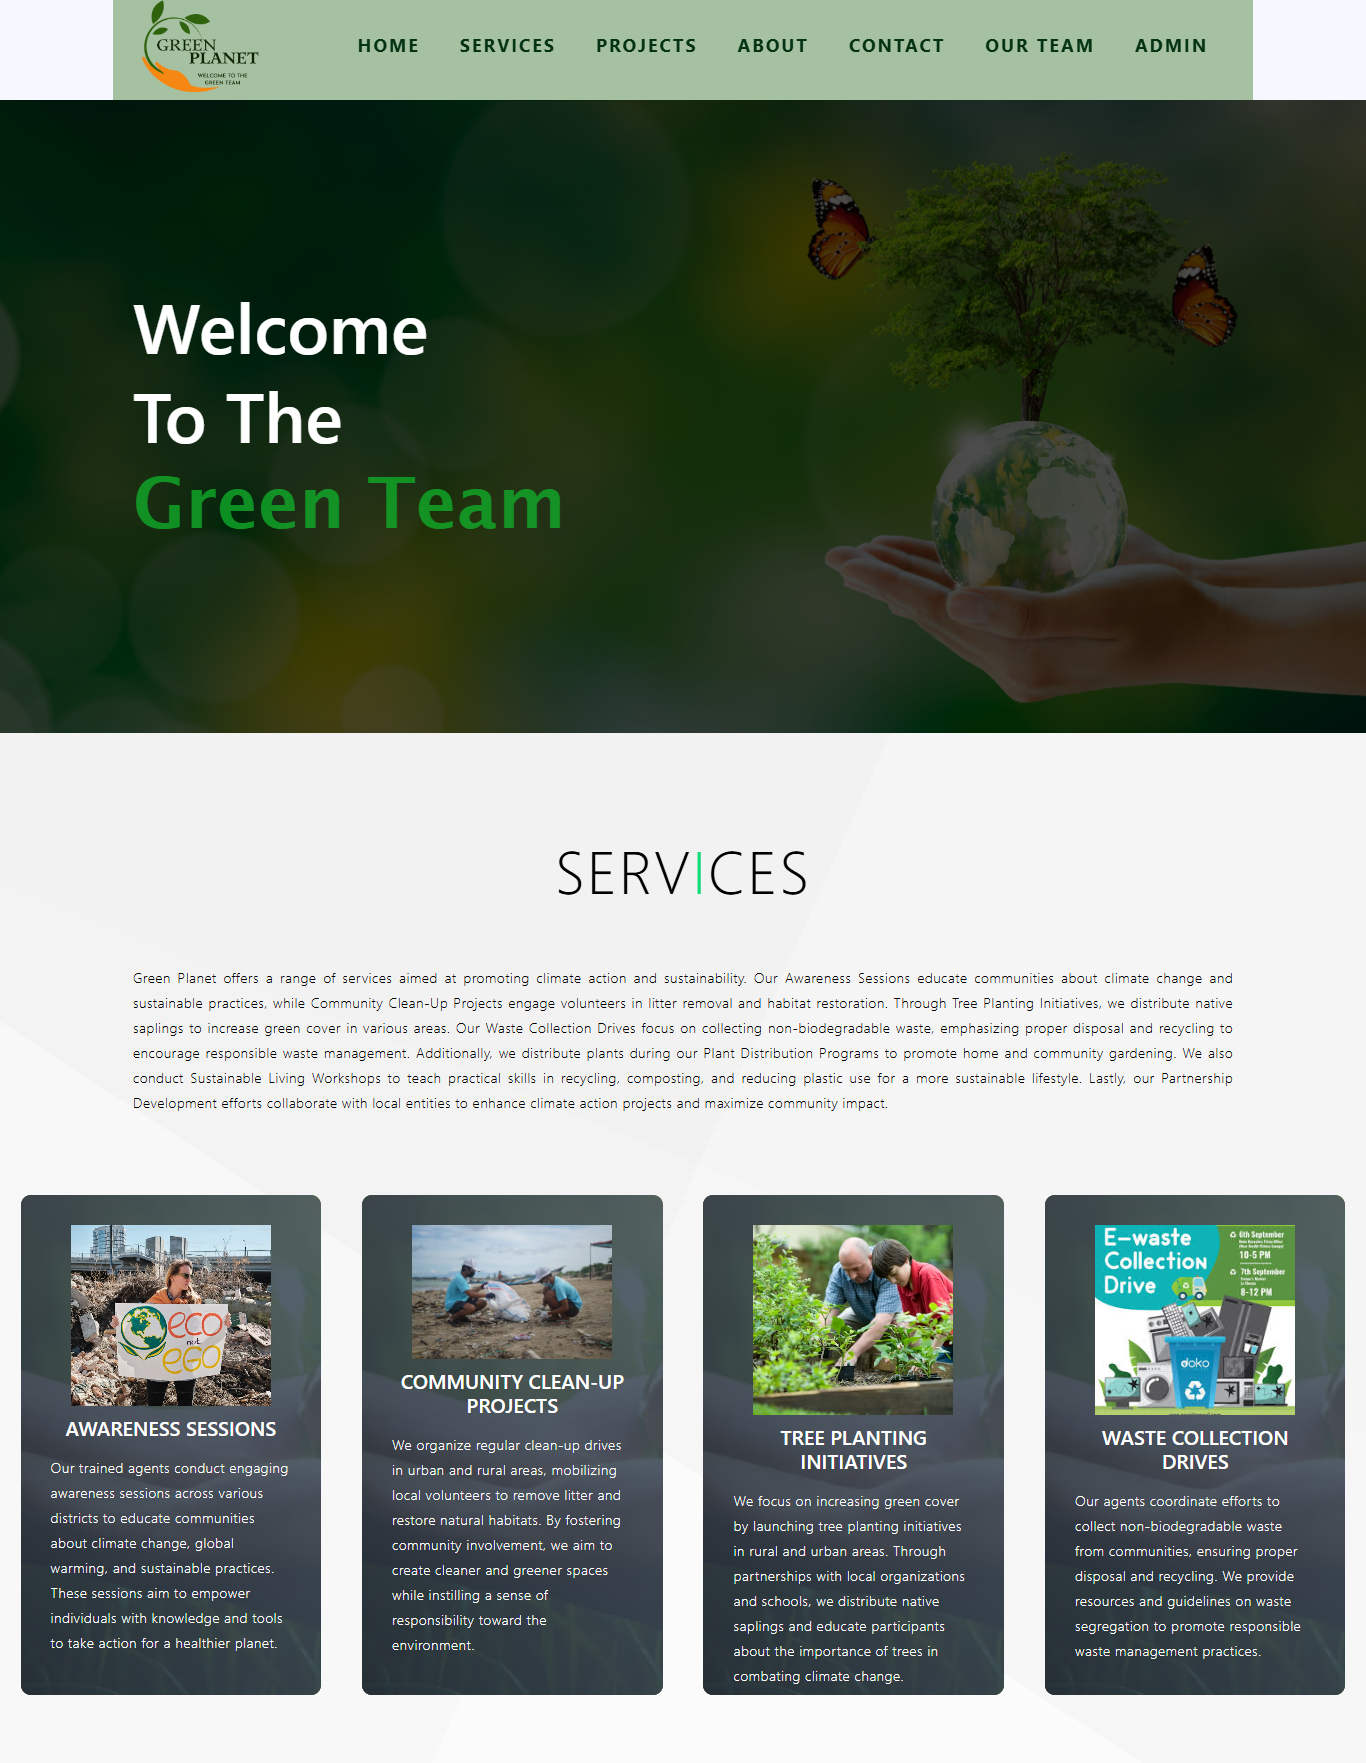 GREEN
PLANET
WELCOME TO THE
GREEN TEAM
HOME SERVICES PROJECTS ABOUT CONTACT OUR TEAM ADMIN
Welcome
To The
Green Team
SERVICES
Green Planet offers a range of services aimed at promoting climate action and sustainability. Our Awareness Sessions educate communities about climate change and
sustainable practices, while Community Clean-Up Projects engage volunteers in litter removal and habitat restoration. Through Tree Planting Initiatives, we distribute native
saplings to increase green cover in various areas. Our Waste Collection Drives focus on collecting non-biodegradable waste, emphasizing proper disposal and recycling to
encourage responsible waste management. Additionally, we distribute plants during our Plant Distribution Programs to promote home and community gardening. We also
conduct Sustainable Living Workshops to teach practical skills in recycling, composting, and reducing plastic use for a more sustainable lifestyle. Lastly, our Partnership
Development efforts collaborate with local entities to enhance climate action projects and maximize community impact.
eco
not
EGO
AWARENESS SESSIONS
Our trained agents conduct engaging
awareness sessions across various
districts to educate communities
about climate change, global
warming, and sustainable practices.
These sessions aim to empower
individuals with knowledge and tools
to take action for a healthier planet.
COMMUNITY CLEAN-UP
PROJECTS
We organize regular clean-up drives
in urban and rural areas, mobilizing
local volunteers to remove litter and
restore natural habitats. By fostering
community involvement, we aim to
create cleaner and greener spaces
while instilling a sense of
responsibility toward the
environment.
TREE PLANTING
INITIATIVES
We focus on increasing green cover
by launching tree planting initiatives
in rural and urban areas. Through
partnerships with local organizations
and schools, we distribute native
saplings and educate participants
about the importance of trees in
combating climate change.
E-waste
Collection
Drive
6th September
10-5 PM
7th September
8-12 PM
doko
WASTE COLLECTION
DRIVES
Our agents coordinate efforts to
collect non-biodegradable waste
from communities, ensuring proper
disposal and recycling. We provide
resources and guidelines on waste
segregation to promote responsible
waste management practices.